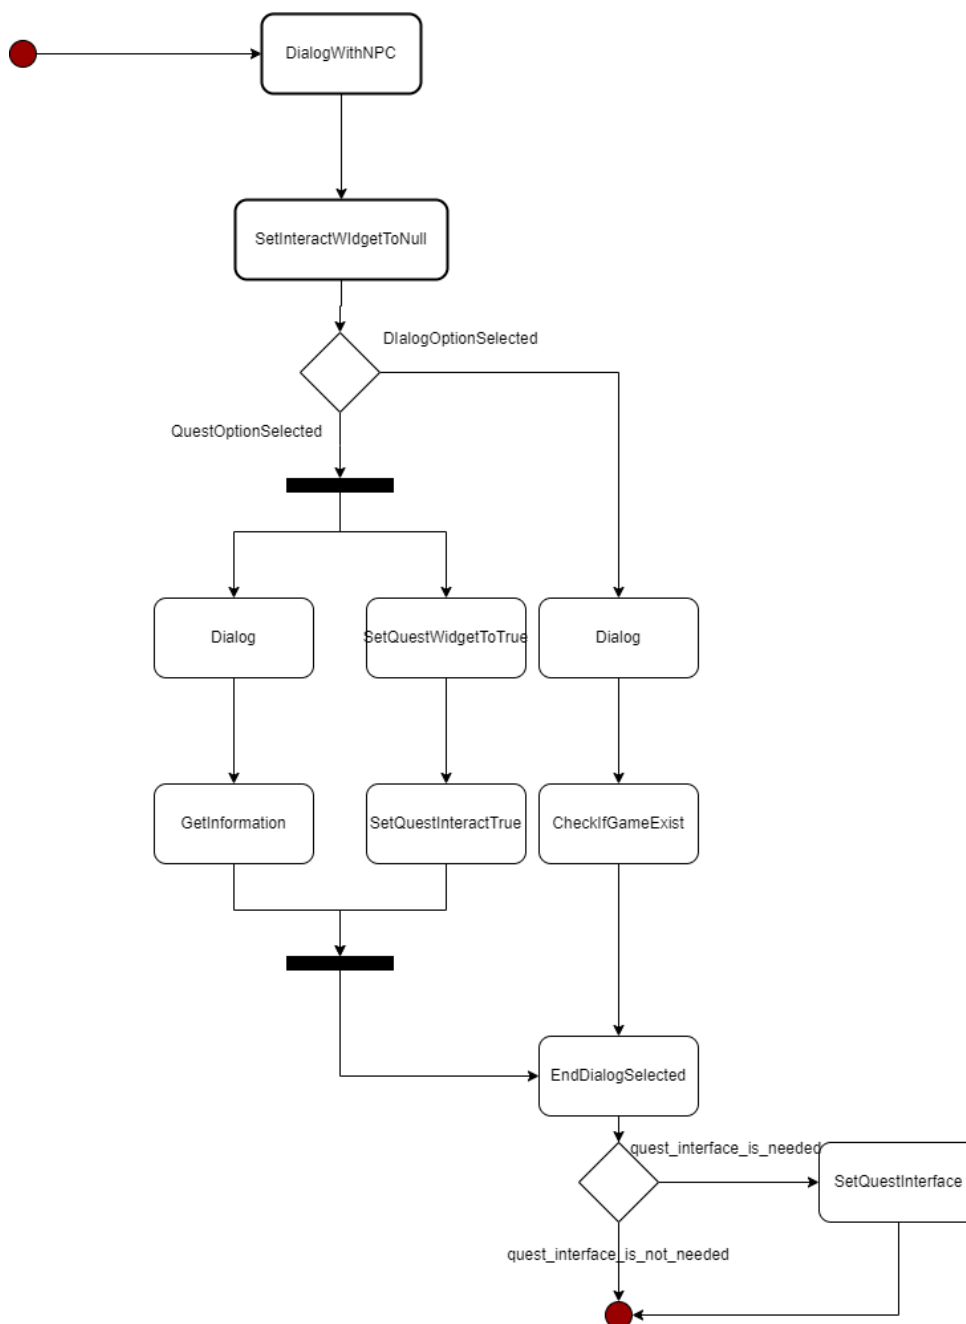 DialogWithNPC
SetInteractWIdgetToNull
DIalogOptionSelected
QuestOptionSelected
Dialog
SetQuestWidgetToTrue
Dialog
GetInformation
SetQuestInteractTrue
CheckIfGameExist
EndDialogSelected
quest_interface_is_needed
SetQuestInterface
quest_interface_is_not_needed